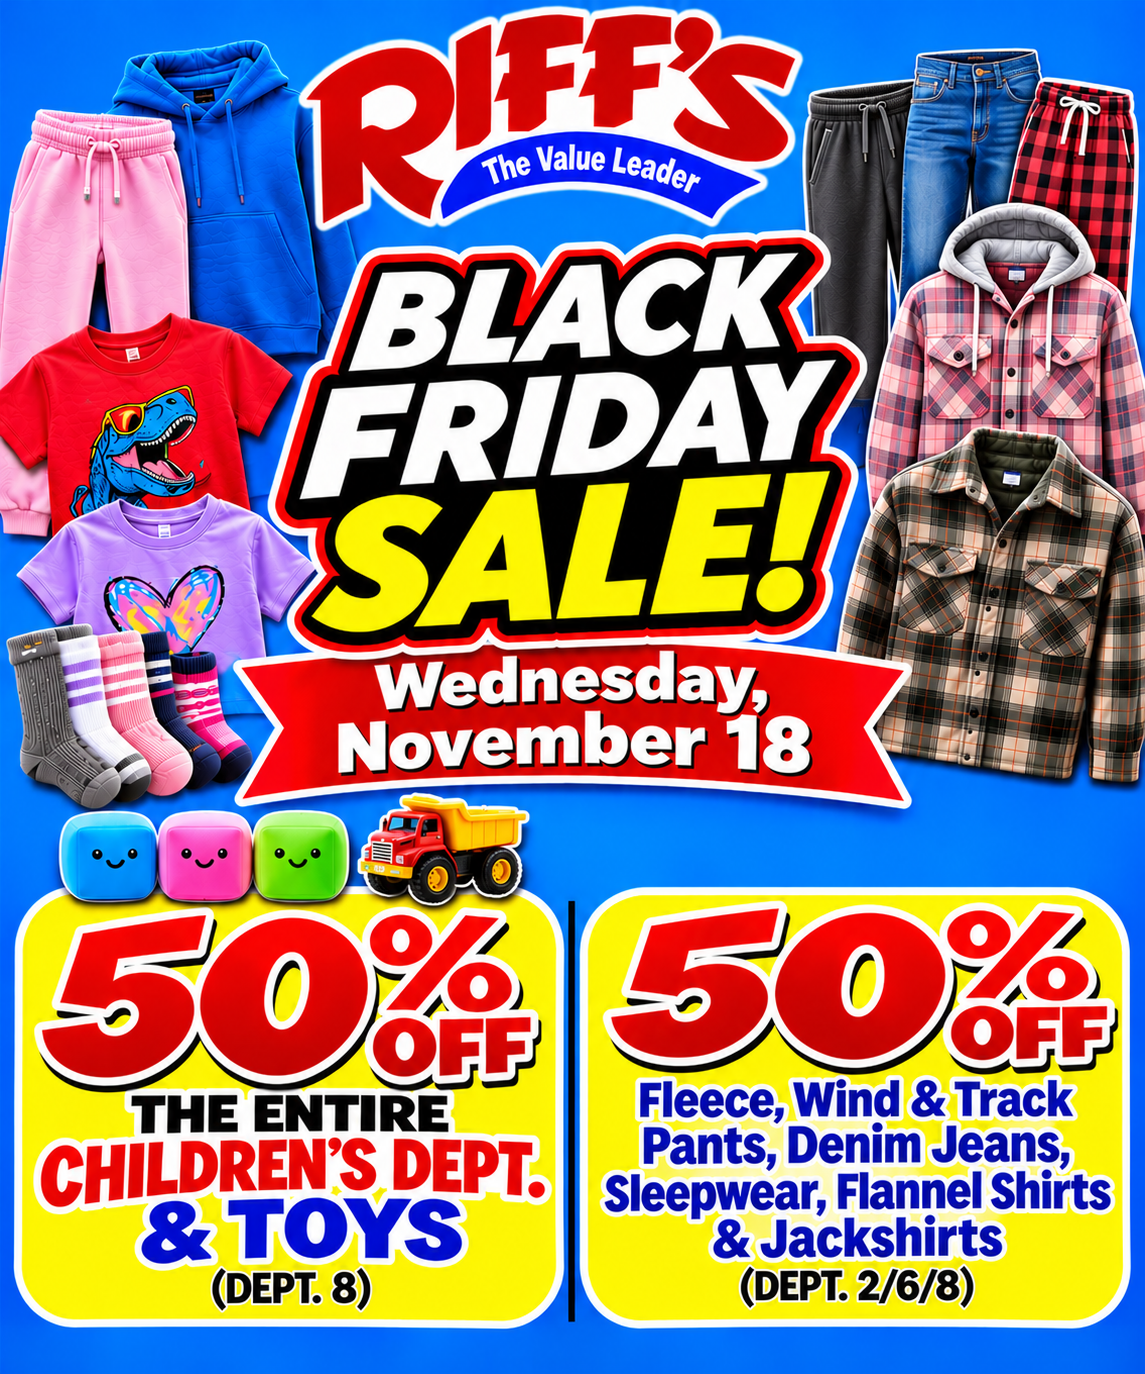 RIFF'S
The Value Leader
BLACK
FRIDAY
SALE!
Wednesday,
November 18
50% OFF
THE ENTIRE
CHILDREN'S DEPT.
& TOYS
(DEPT. 8)
50% OFF
Fleece, Wind & Track
Pants, Denim Jeans,
Sleepwear, Flannel Shirts
& Jackshirts
(DEPT. 2/6/8)